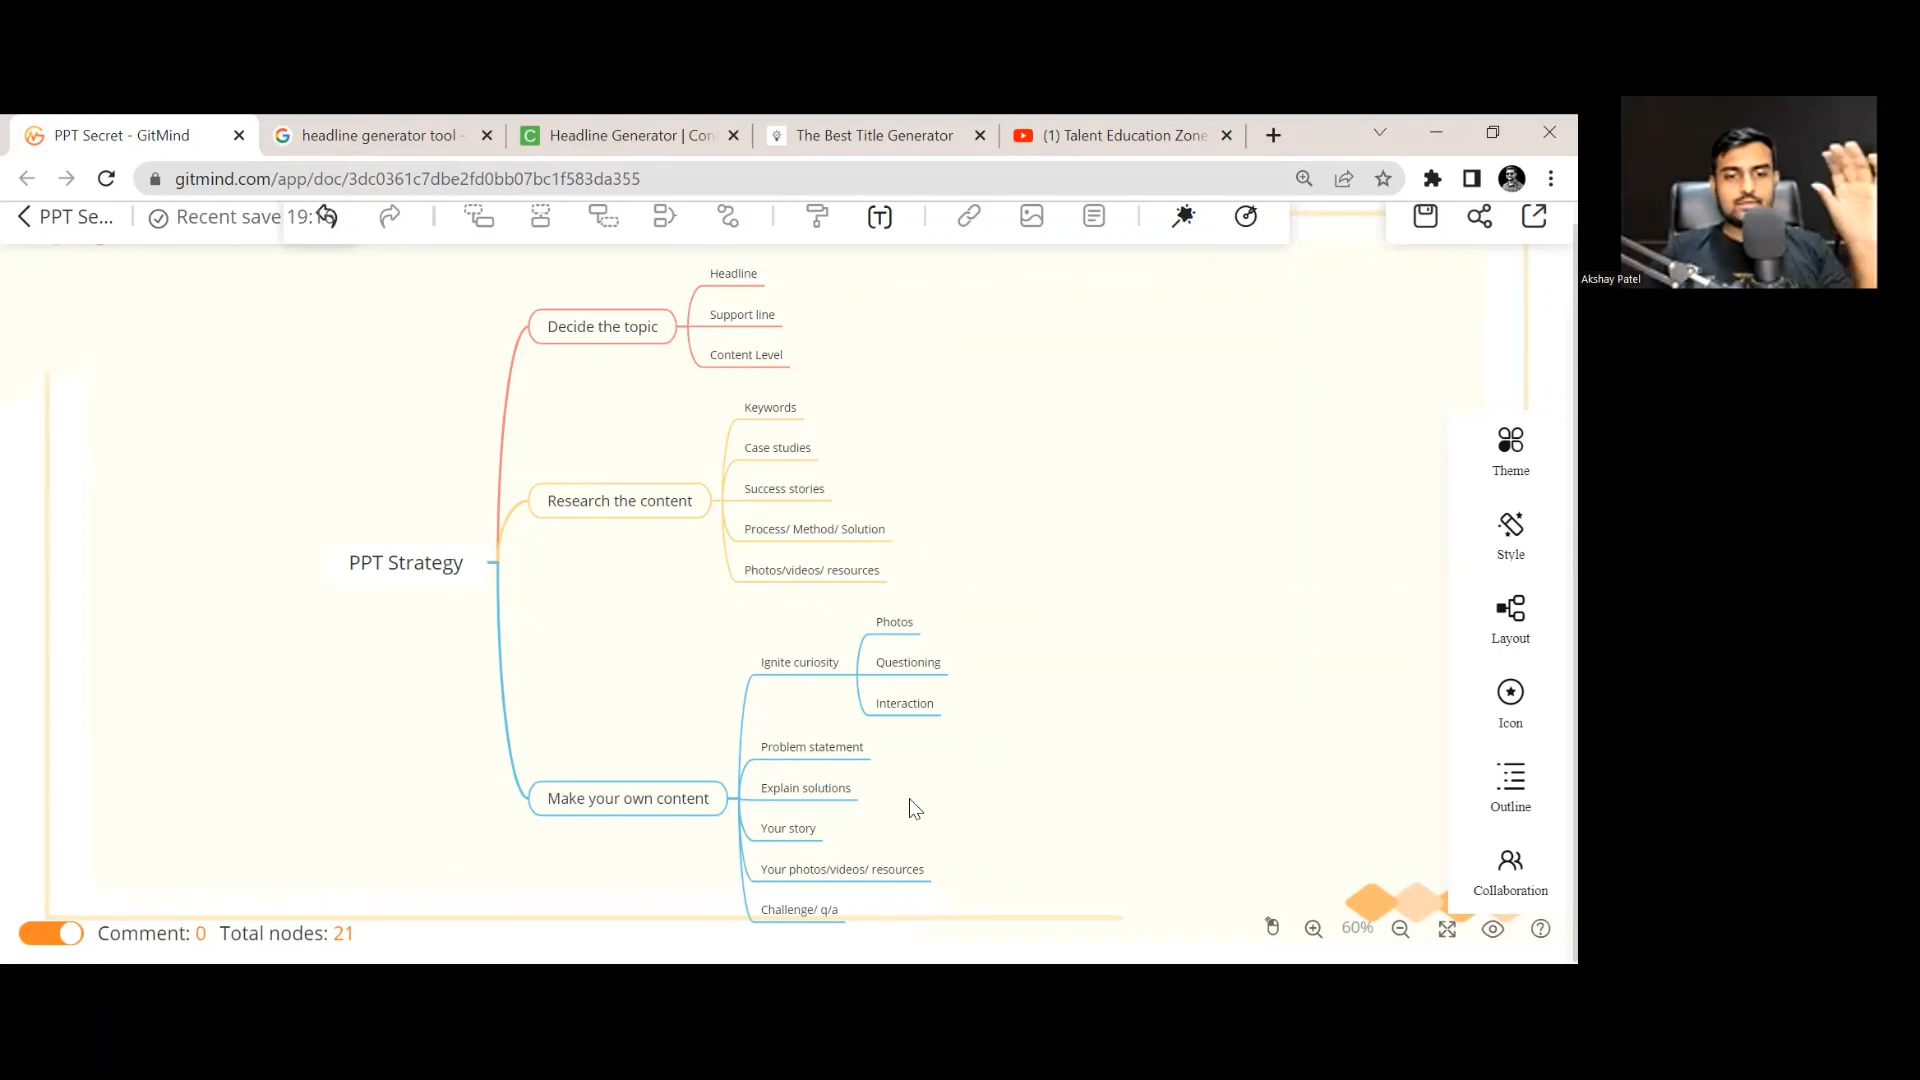 PPT Secret - GitMind
headline generator tool -
Headline Generator | Con
The Best Title Generator
(1) Talent Education Zone
gitmind.com/app/doc/3dc0361c7dbe2fd0bb07bc1f583da355
PPT Se...
Recent save 19:16
Akshay Patel
Headline
Decide the topic
Support line
Content Level
Keywords
Case studies
Success stories
Research the content
Process/ Method/ Solution
Photos/videos/ resources
PPT Strategy
Photos
Ignite curiosity
Questioning
Interaction
Problem statement
Explain solutions
Make your own content
Your story
Your photos/videos/ resources
Challenge/ q/a
Theme
Style
Layout
Icon
Outline
Collaboration
Comment: 0
Total nodes: 21
60%